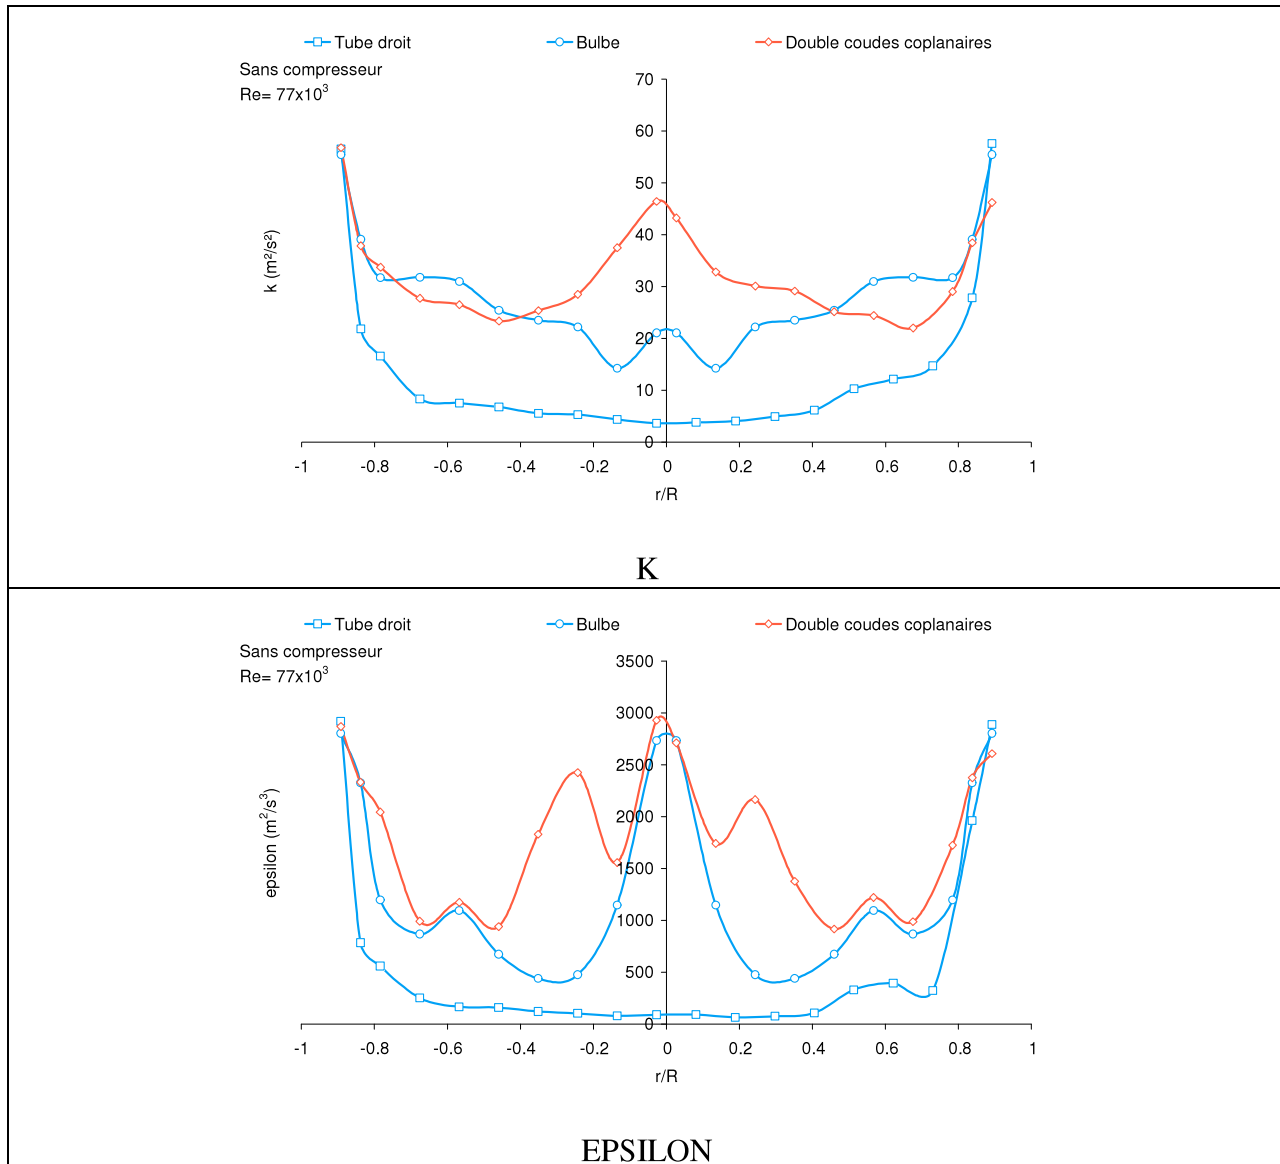 Tube droit Bulbe Double coudes coplanaires
Sans compresseur
Re= 77x10³
70
60
50
40
30
20
10
0
k (m²/s²)
-1 -0.8 -0.6 -0.4 -0.2 0 0.2 0.4 0.6 0.8 1
r/R
K
Tube droit Bulbe Double coudes coplanaires
Sans compresseur
Re= 77x10³
3500
3000
2500
2000
1500
1000
500
0
epsilon (m²/s³)
-1 -0.8 -0.6 -0.4 -0.2 0 0.2 0.4 0.6 0.8 1
r/R
EPSILON